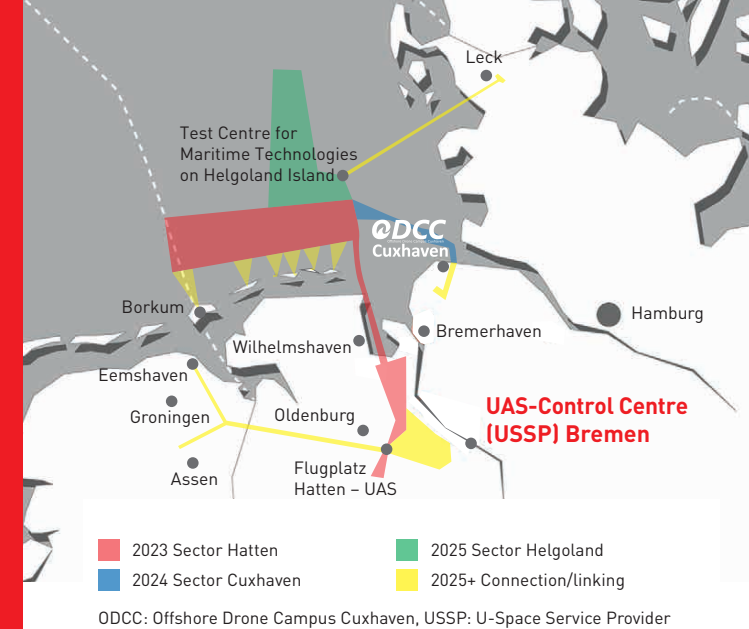 Leck
Test Centre for
Maritime Technologies
on Helgoland Island
ODCC
Cuxhaven
Borkum
Hamburg
Bremerhaven
Wilhelmshaven
Eemshaven
Groningen
Oldenburg
UAS-Control Centre
(USSP) Bremen
Assen
Flugplatz
Hatten – UAS
2023 Sector Hatten
2025 Sector Helgoland
2024 Sector Cuxhaven
2025+ Connection/linking
ODCC: Offshore Drone Campus Cuxhaven, USSP: U-Space Service Provider